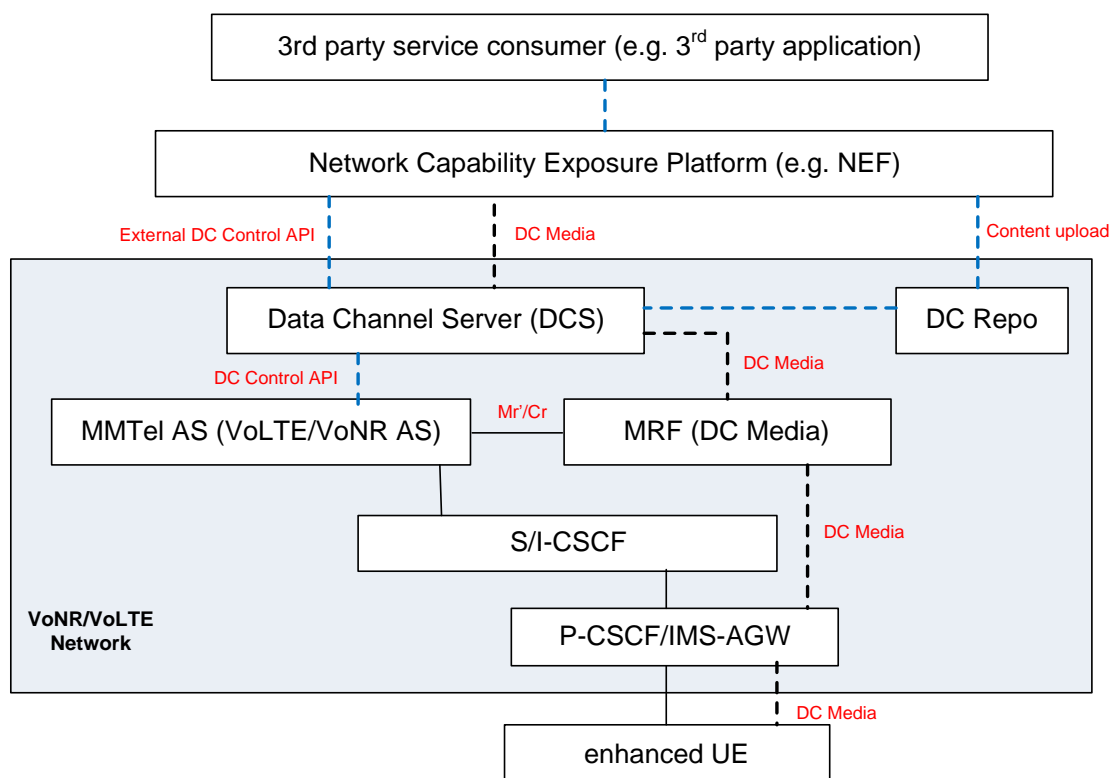 3rd party service consumer (e.g. 3rd party application)
Network Capability Exposure Platform (e.g. NEF)
External DC Control API
DC Media
Content upload
Data Channel Server (DCS)
DC Repo
DC Control API
DC Media
MMTel AS (VoLTE/VoNR AS)
Mr'/Cr
MRF (DC Media)
S/I-CSCF
DC Media
VoNR/VoLTE
Network
P-CSCF/IMS-AGW
DC Media
enhanced UE